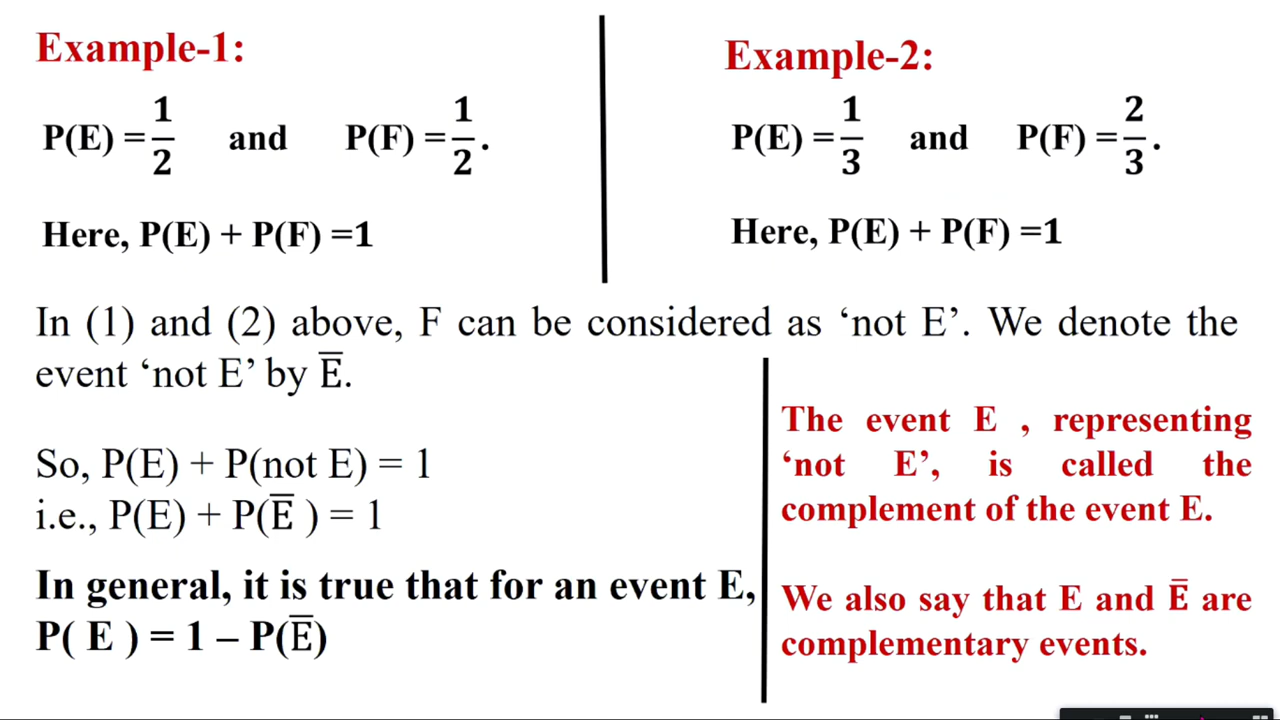 Example-1:
P(E) = 1/2 and P(F) = 1/2.
Here, P(E) + P(F) =1
Example-2:
P(E) = 1/3 and P(F) = 2/3.
Here, P(E) + P(F) =1
In (1) and (2) above, F can be considered as ‘not E’. We denote the
event ‘not E’ by E̅.
So, P(E) + P(not E) = 1
i.e., P(E) + P(E̅ ) = 1
In general, it is true that for an event E,
P( E ) = 1 – P(E̅)
The event E , representing
‘not E’, is called the
complement of the event E.
We also say that E and E̅ are
complementary events.